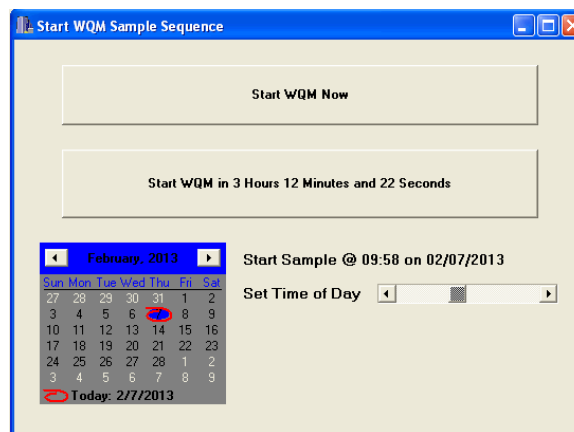 Start WQM Sample Sequence
Start WQM Now
Start WQM in 3 Hours 12 Minutes and 22 Seconds
February, 2013
Sun Mon Tue Wed Thu Fri Sat
27 28 29 30 31 1 2
3 4 5 6 7 8 9
10 11 12 13 14 15 16
17 18 19 20 21 22 23
24 25 26 27 28 1 2
3 4 5 6 7 8 9
Today: 2/7/2013
Start Sample @ 09:58 on 02/07/2013
Set Time of Day